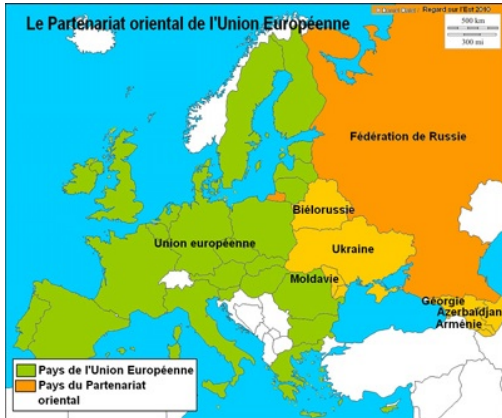 Le Partenariat oriental de l'Union Européenne
Regard sur l'Est 2010
500 km
300 mi
Fédération de Russie
Biélorussie
Union européenne
Ukraine
Moldavie
Géorgie
Azerbaïdjan
Arménie
Pays de l'Union Européenne
Pays du Partenariat
oriental